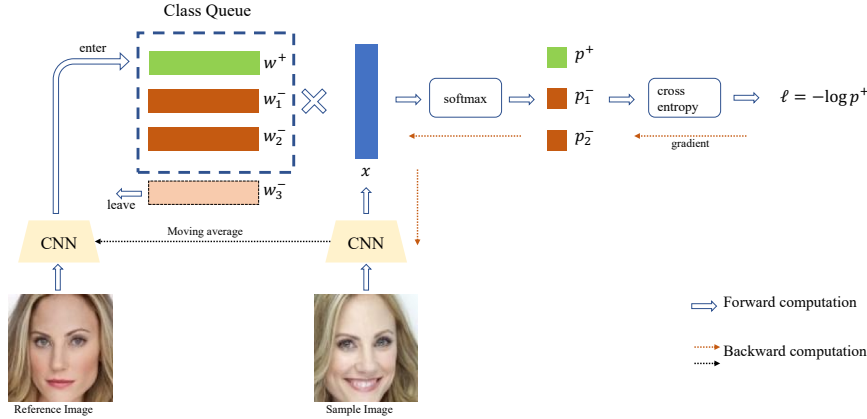 Class Queue
enter
w⁺
w₁⁻
w₂⁻
w₃⁻
leave
x
softmax
p⁺
p₁⁻
p₂⁻
cross
entropy
ℓ = −log p⁺
gradient
CNN
Moving average
CNN
Forward computation
Backward computation
Reference Image
Sample Image